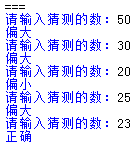 ===
请输入猜测的数：50
偏大
请输入猜测的数：30
偏大
请输入猜测的数：20
偏小
请输入猜测的数：25
偏大
请输入猜测的数：23
正确